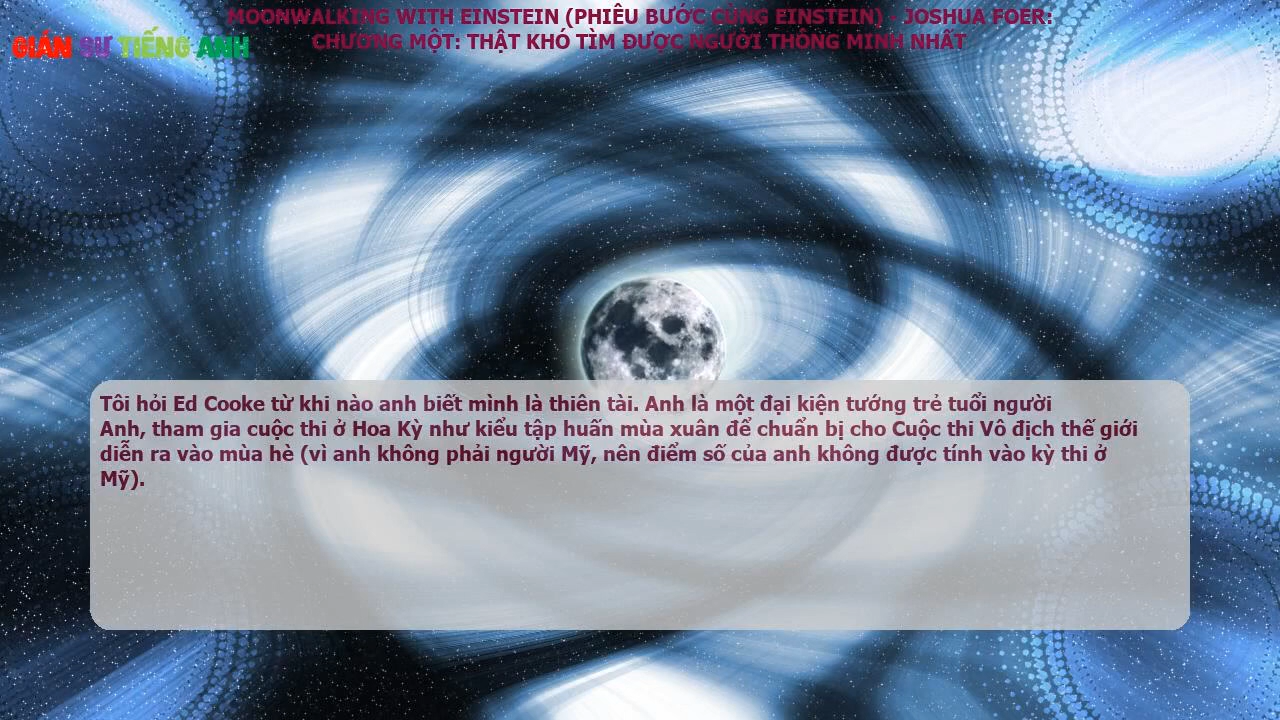 MOONWALKING WITH EINSTEIN (PHIÊU BƯỚC CÙNG EINSTEIN) - JOSHUA FOER:
CHƯƠNG MỘT: THẬT KHÓ TÌM ĐƯỢC NGƯỜI THÔNG MINH NHẤT
GIÁN SƯ TIẾNG ANH
Tôi hỏi Ed Cooke từ khi nào anh biết mình là thiên tài. Anh là một đại kiện tướng trẻ tuổi người
Anh, tham gia cuộc thi ở Hoa Kỳ như kiểu tập huấn mùa xuân để chuẩn bị cho Cuộc thi Vô địch thế giới
diễn ra vào mùa hè (vì anh không phải người Mỹ, nên điểm số của anh không được tính vào kỳ thi ở
Mỹ).